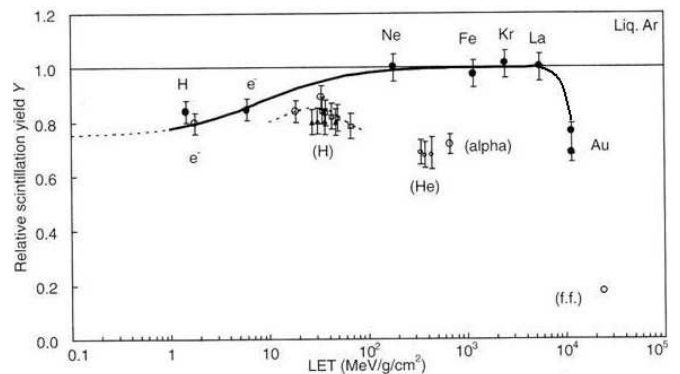 1.2
Liq. Ar
Ne
Fe
Kr
La
1.0
H
e-
0.8
Au
e-
(H)
(alpha)
(He)
0.6
0.4
0.2
(f.f.)
0.0
0.1
1
10
10²
10³
10⁴
10⁵
LET (MeV/g/cm²)
Relative scintillation yield Y